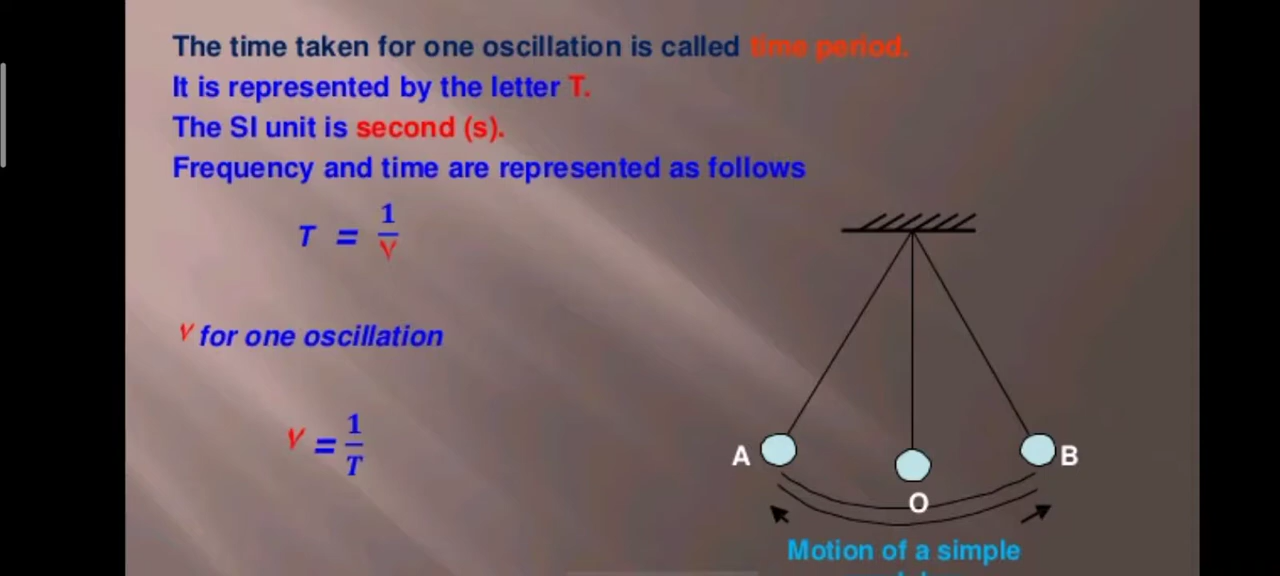 The time taken for one oscillation is called time period.
It is represented by the letter T.
The SI unit is second (s).
Frequency and time are represented as follows
T = 1/ν
ν for one oscillation
ν = 1/T
A
B
O
Motion of a simple